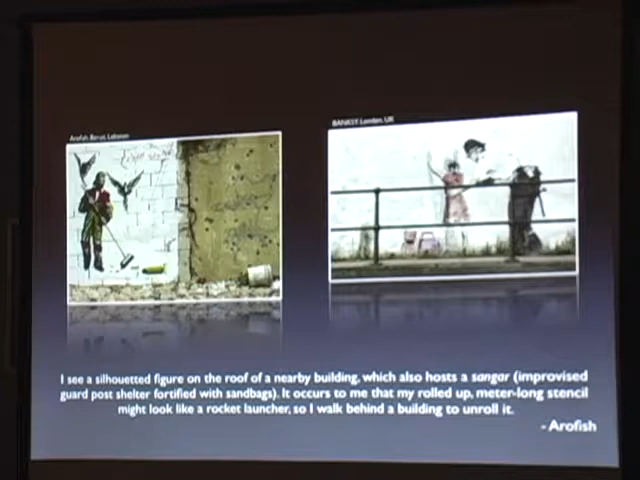 Arofish Beirut, Lebanon
BANKSY London, UK
I see a silhouetted figure on the roof of a nearby building, which also hosts a sangar (improvised
guard post shelter fortified with sandbags). It occurs to me that my rolled up, meter-long stencil
might look like a rocket launcher, so I walk behind a building to unroll it.
- Arofish